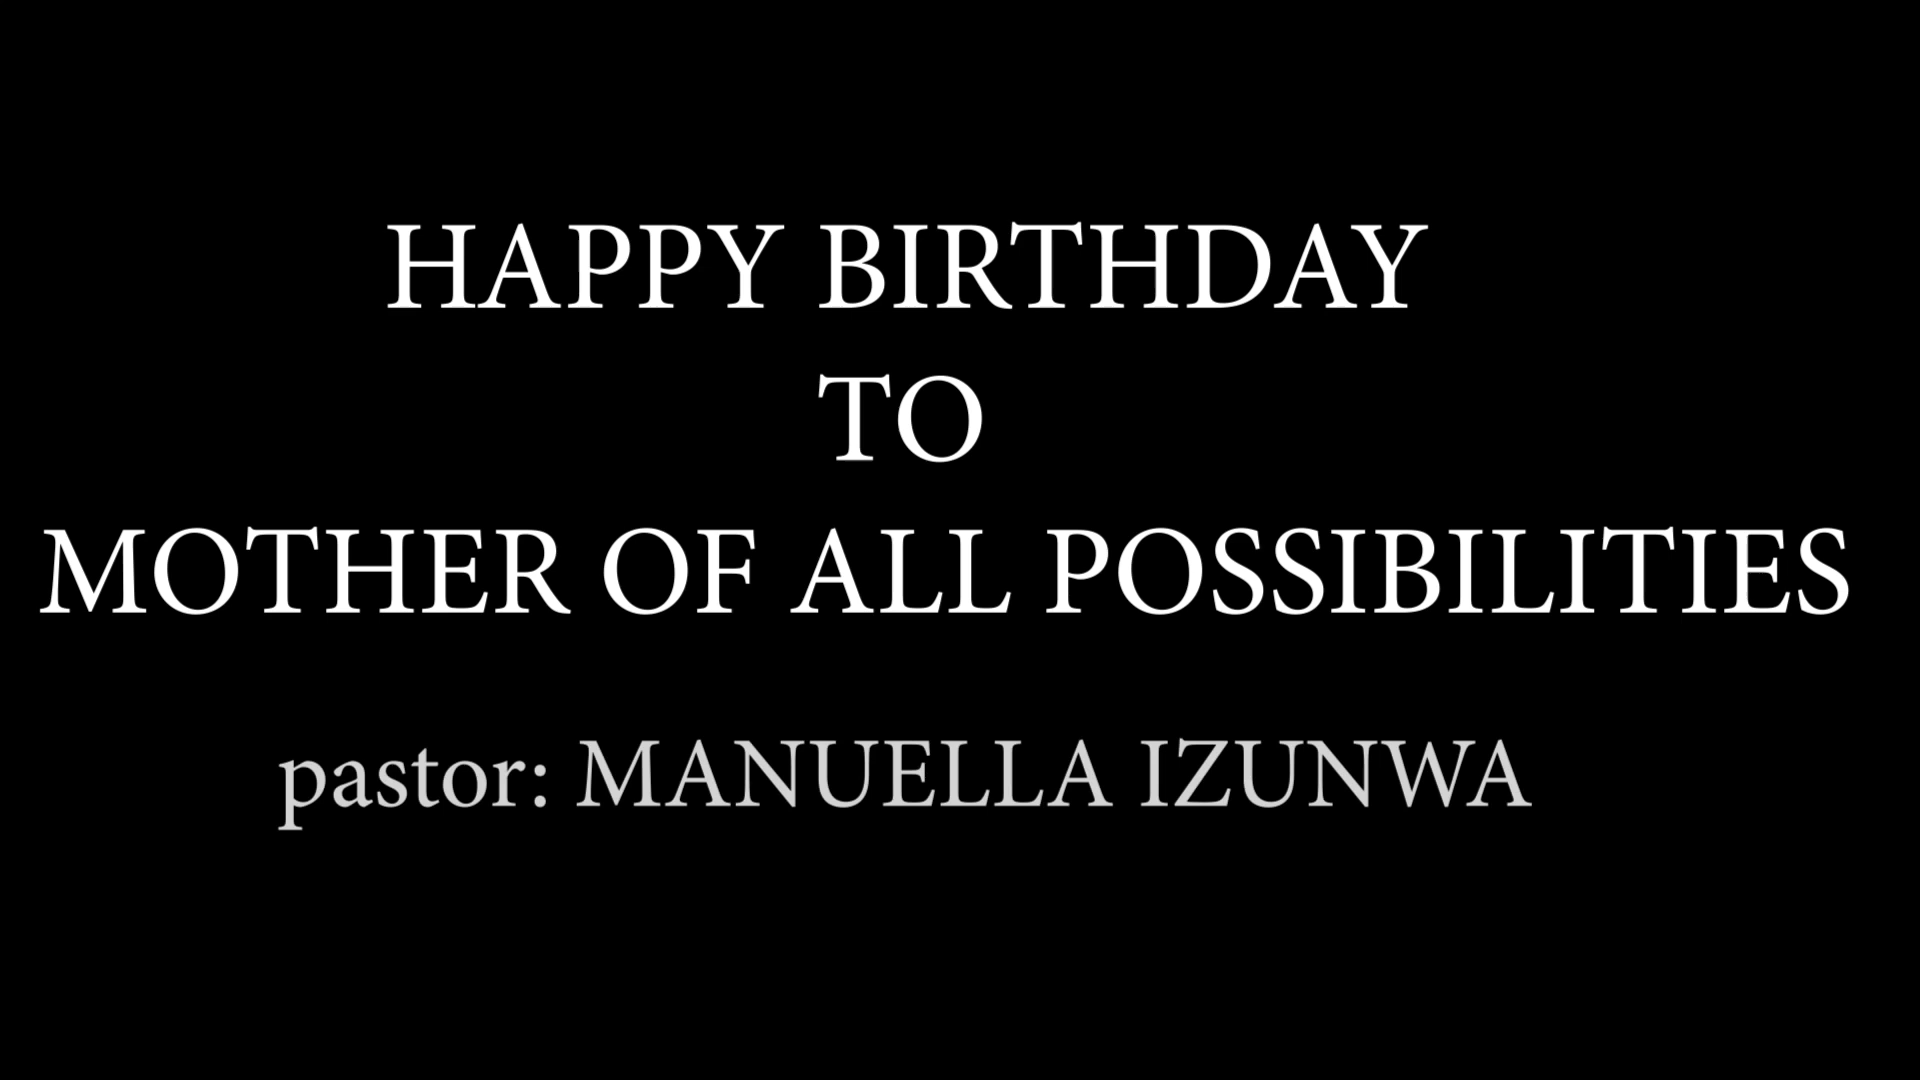 HAPPY BIRTHDAY
TO
MOTHER OF ALL POSSIBILITIES
pastor: MANUELLA IZUNWA